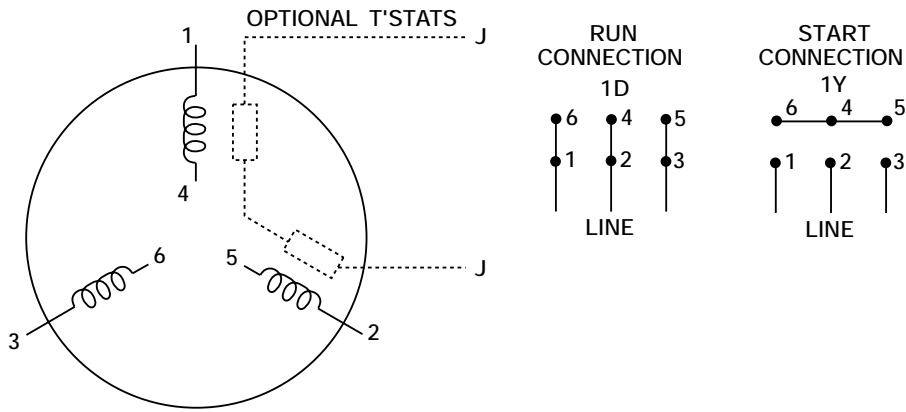 OPTIONAL T'STATS
1
J
4
6
5
J
3
2
RUN
CONNECTION
1D
6 4 5
1 2 3
LINE
START
CONNECTION
1Y
6 4 5
1 2 3
LINE